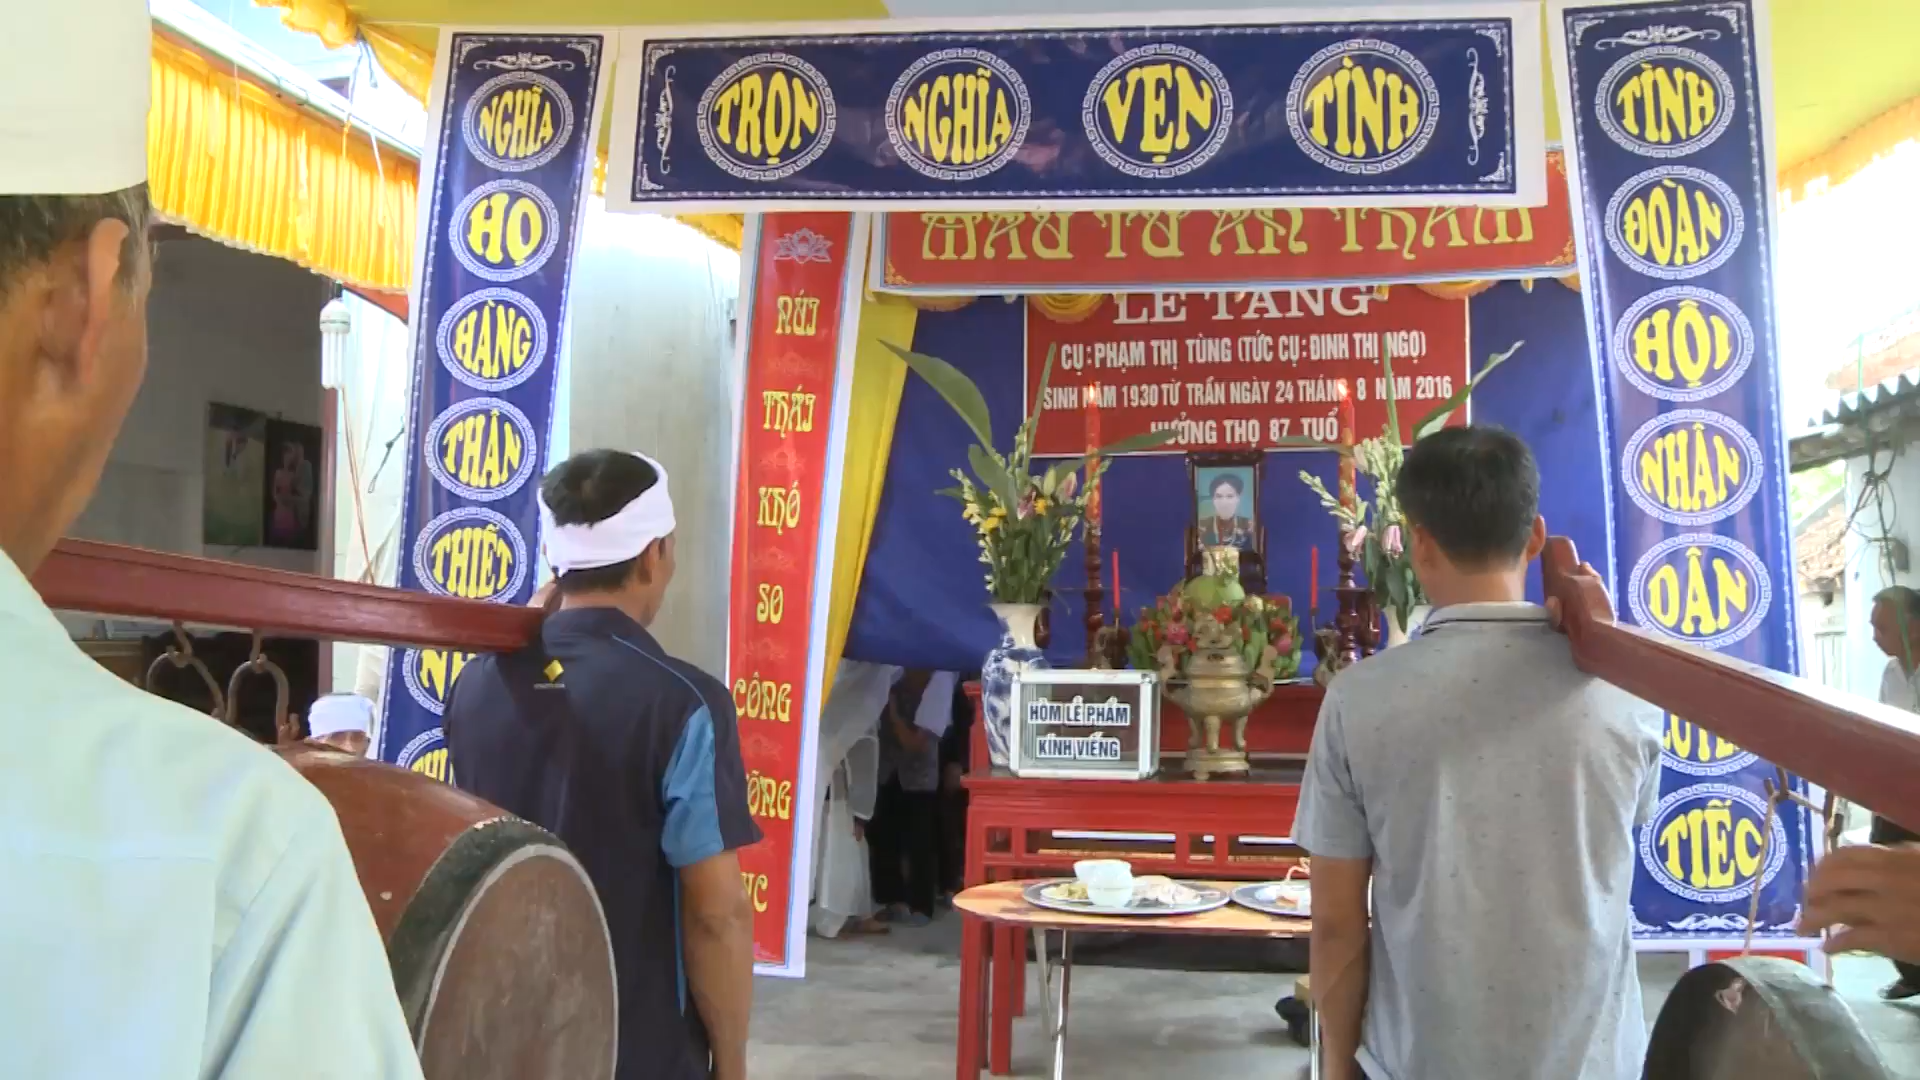 TRỌN NGHĨA VẸN TÌNH
NGHĨA
HỌ
HÀNG
THÂN
THIẾT
MẪU TỬ ÂN THÂM
LỄ TANG
CỤ: PHẠM THỊ TÙNG (TỨC CỤ: ĐINH THỊ NGỌ)
SINH NĂM 1930 TỪ TRẦN NGÀY 24 THÁNG 8 NĂM 2016
HƯỞNG THỌ 87 TUỔI
NÚI
THÁI
KHÓ
SO
CÔNG
HÒM LỄ PHẨM
KÍNH VIẾNG
TÌNH
ĐOÀN
HỘI
NHÂN
DÂN
TIẾC